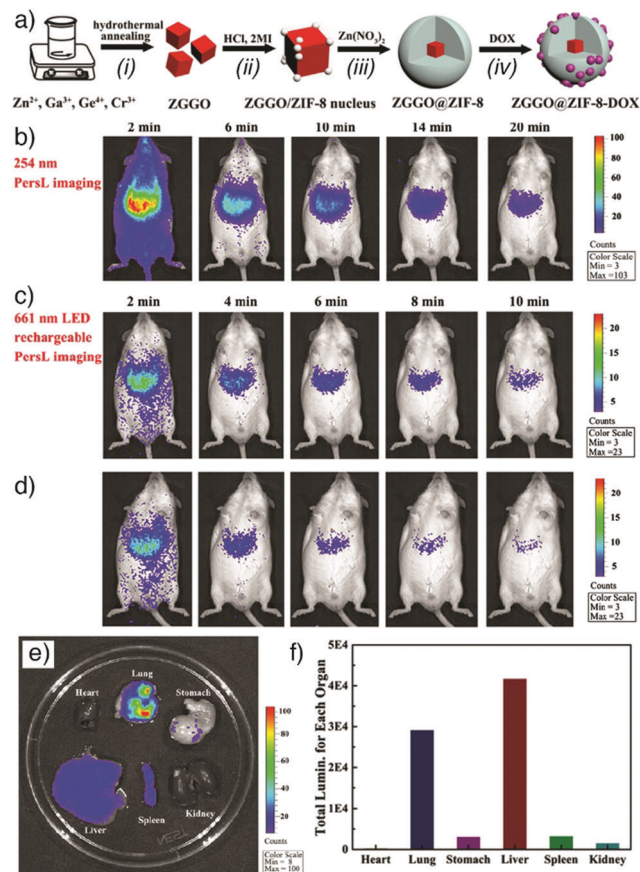 a)
hydrothermal
annealing
HCl, 2MI
Zn(NO3)2
DOX
(i)
(ii)
(iii)
(iv)
Zn²⁺, Ga³⁺, Ge⁴⁺, Cr³⁺
ZGGO
ZGGO/ZIF-8 nucleus
ZGGO@ZIF-8
ZGGO@ZIF-8-DOX
b)
2 min
6 min
10 min
14 min
20 min
254 nm
PersL imaging
100
80
60
40
20
Counts
Color Scale
Min = 3
Max =103
c)
2 min
4 min
6 min
8 min
10 min
661 nm LED
rechargeable
PersL imaging
20
15
10
5
Counts
Color Scale
Min = 3
Max =23
d)
20
15
10
5
Counts
Color Scale
Min = 3
Max =23
e)
Heart
Lung
Stomach
Liver
Spleen
Kidney
100
80
60
40
20
Counts
Color Scale
Min = 8
Max = 100
f)
Total Lumin. for Each Organ
5E4
4E4
3E4
2E4
1E4
0
Heart
Lung
Stomach
Liver
Spleen
Kidney